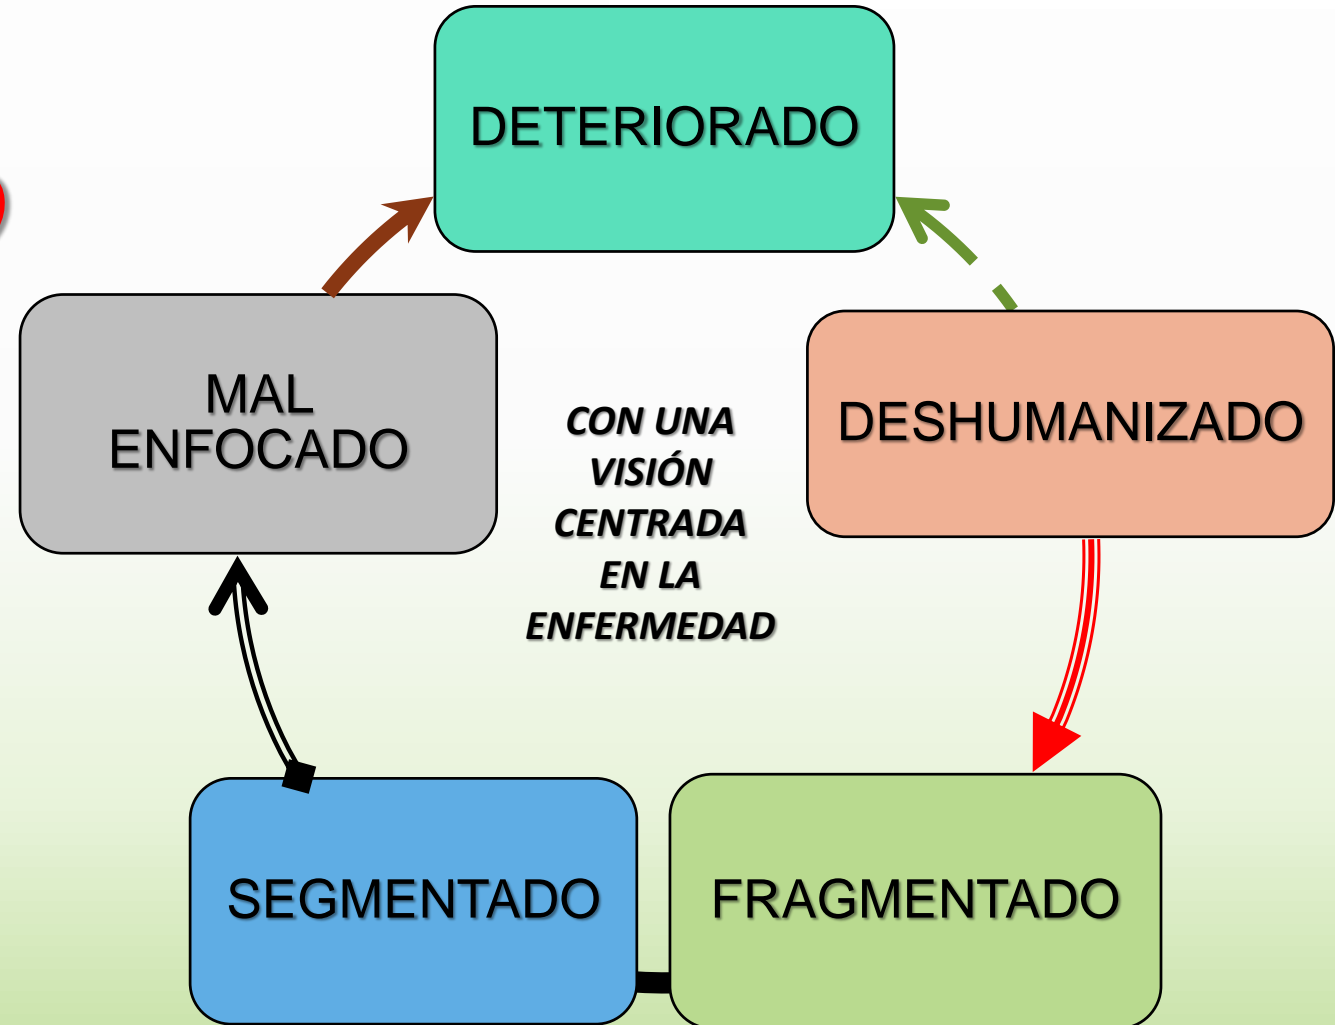 DETERIORADO
MAL
ENFOCADO
CON UNA
VISIÓN
CENTRADA
EN LA
ENFERMEDAD
DESHUMANIZADO
SEGMENTADO
FRAGMENTADO